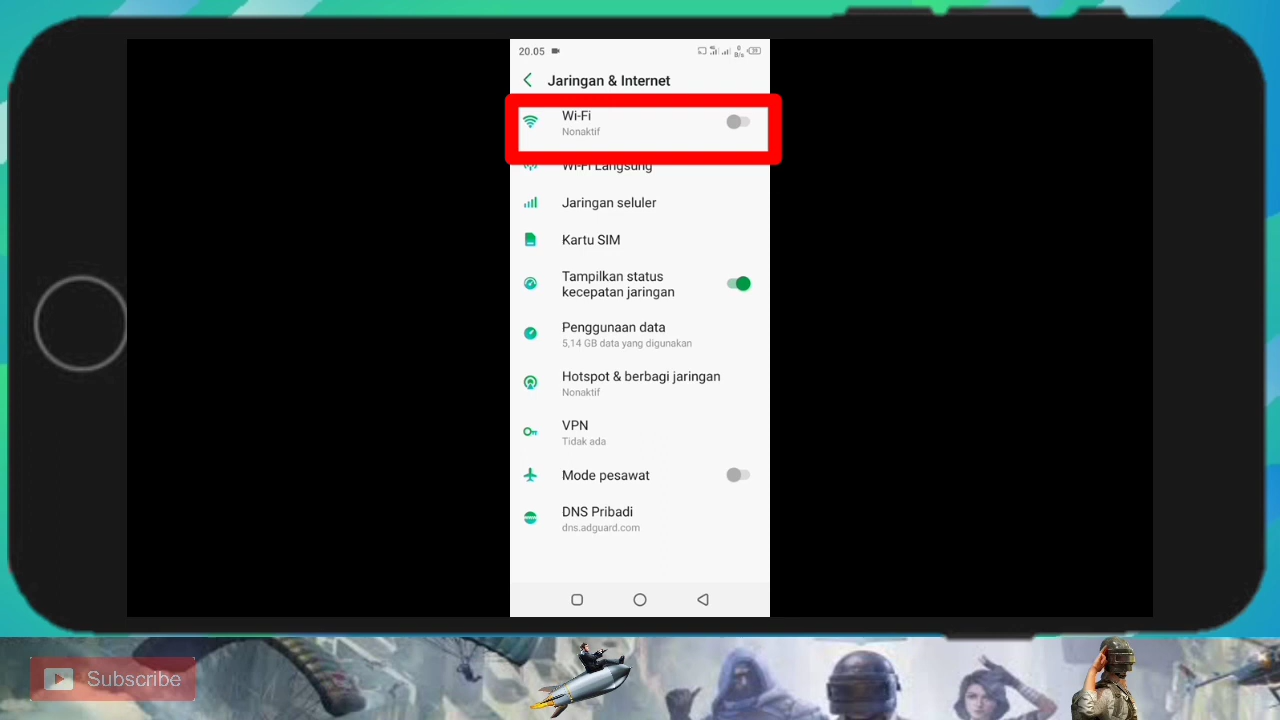 20.05
0
B/s
Jaringan & Internet
Wi-Fi
Nonaktif
Wi-Fi Langsung
Jaringan seluler
Kartu SIM
Tampilkan status
kecepatan jaringan
Penggunaan data
5,14 GB data yang digunakan
Hotspot & berbagi jaringan
Nonaktif
VPN
Tidak ada
Mode pesawat
DNS Pribadi
dns.adguard.com
Subscribe